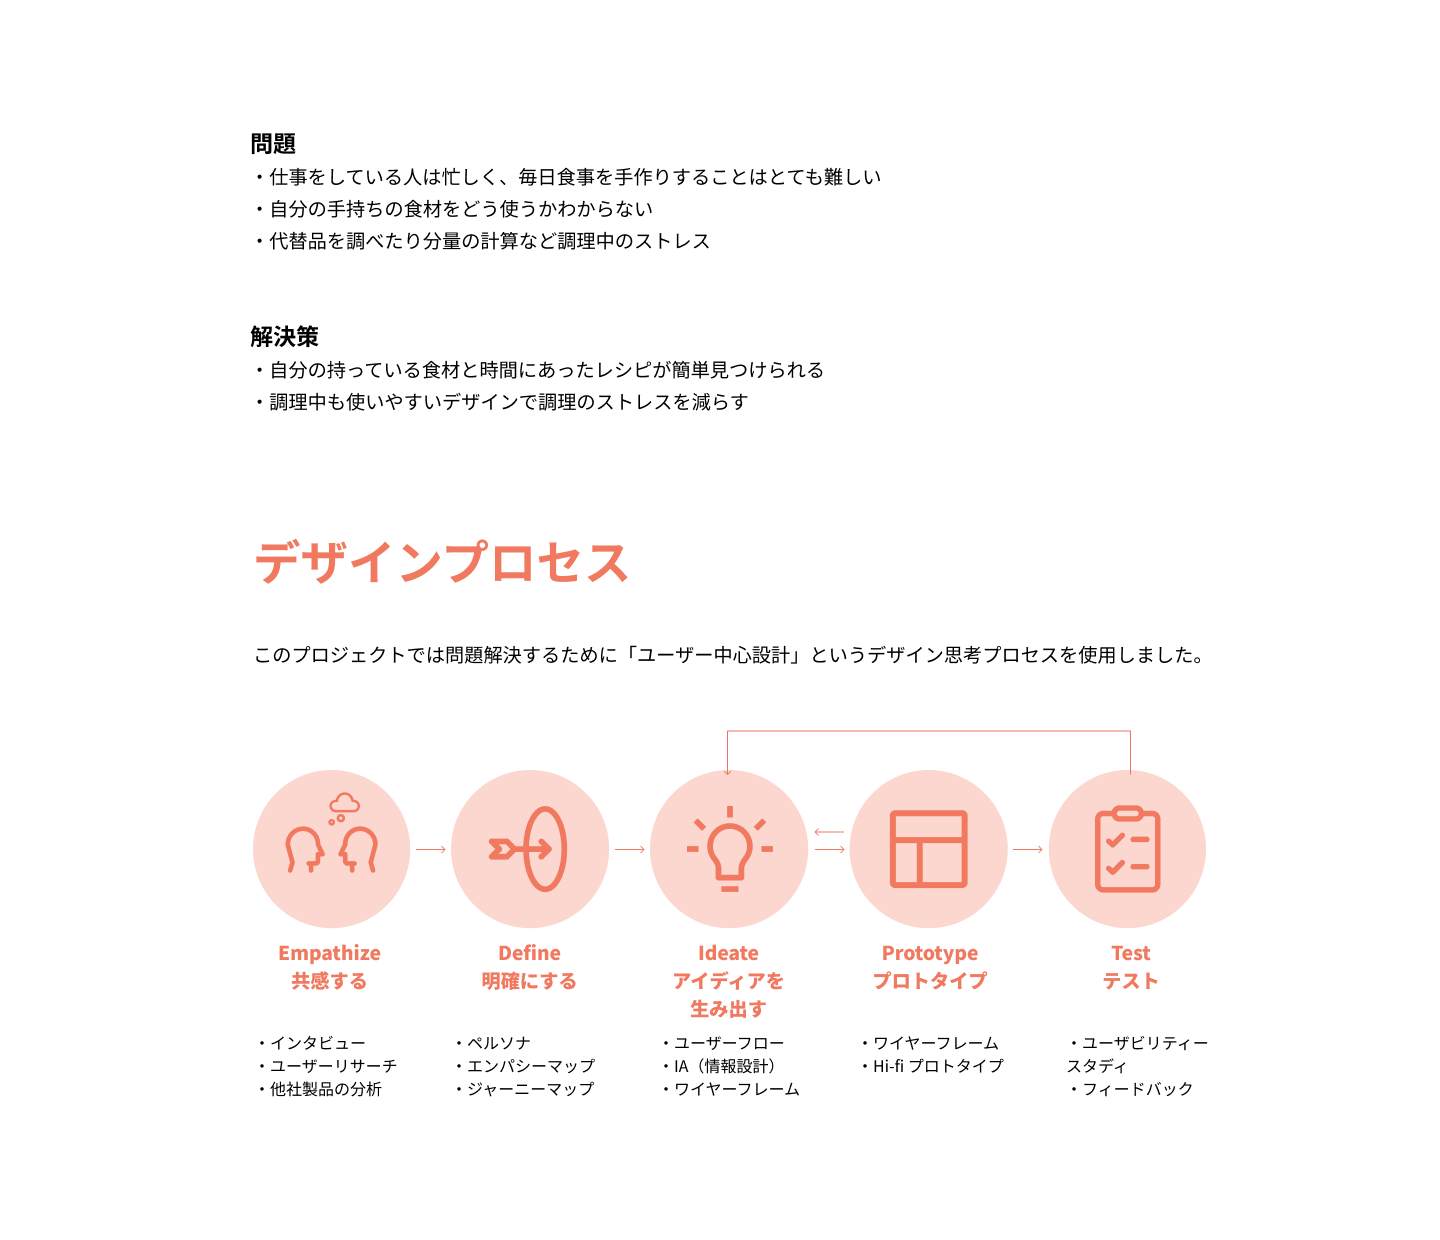 問題
・仕事をしている人は忙しく、毎日食事を手作りすることはとても難しい
・自分の手持ちの食材をどう使うかわからない
・代替品を調べたり分量の計算など調理中のストレス
解決策
・自分の持っている食材と時間にあったレシピが簡単見つけられる
・調理中も使いやすいデザインで調理のストレスを減らす
デザインプロセス
このプロジェクトでは問題解決するために「ユーザー中心設計」というデザイン思考プロセスを使用しました。
Empathize
共感する
・インタビュー
・ユーザーリサーチ
・他社製品の分析
Define
明確にする
・ペルソナ
・エンパシーマップ
・ジャーニーマップ
Ideate
アイディアを
生み出す
・ユーザーフロー
・IA（情報設計）
・ワイヤーフレーム
Prototype
プロトタイプ
・ワイヤーフレーム
・Hi-fi プロトタイプ
Test
テスト
・ユーザビリティー
スタディ
・フィードバック